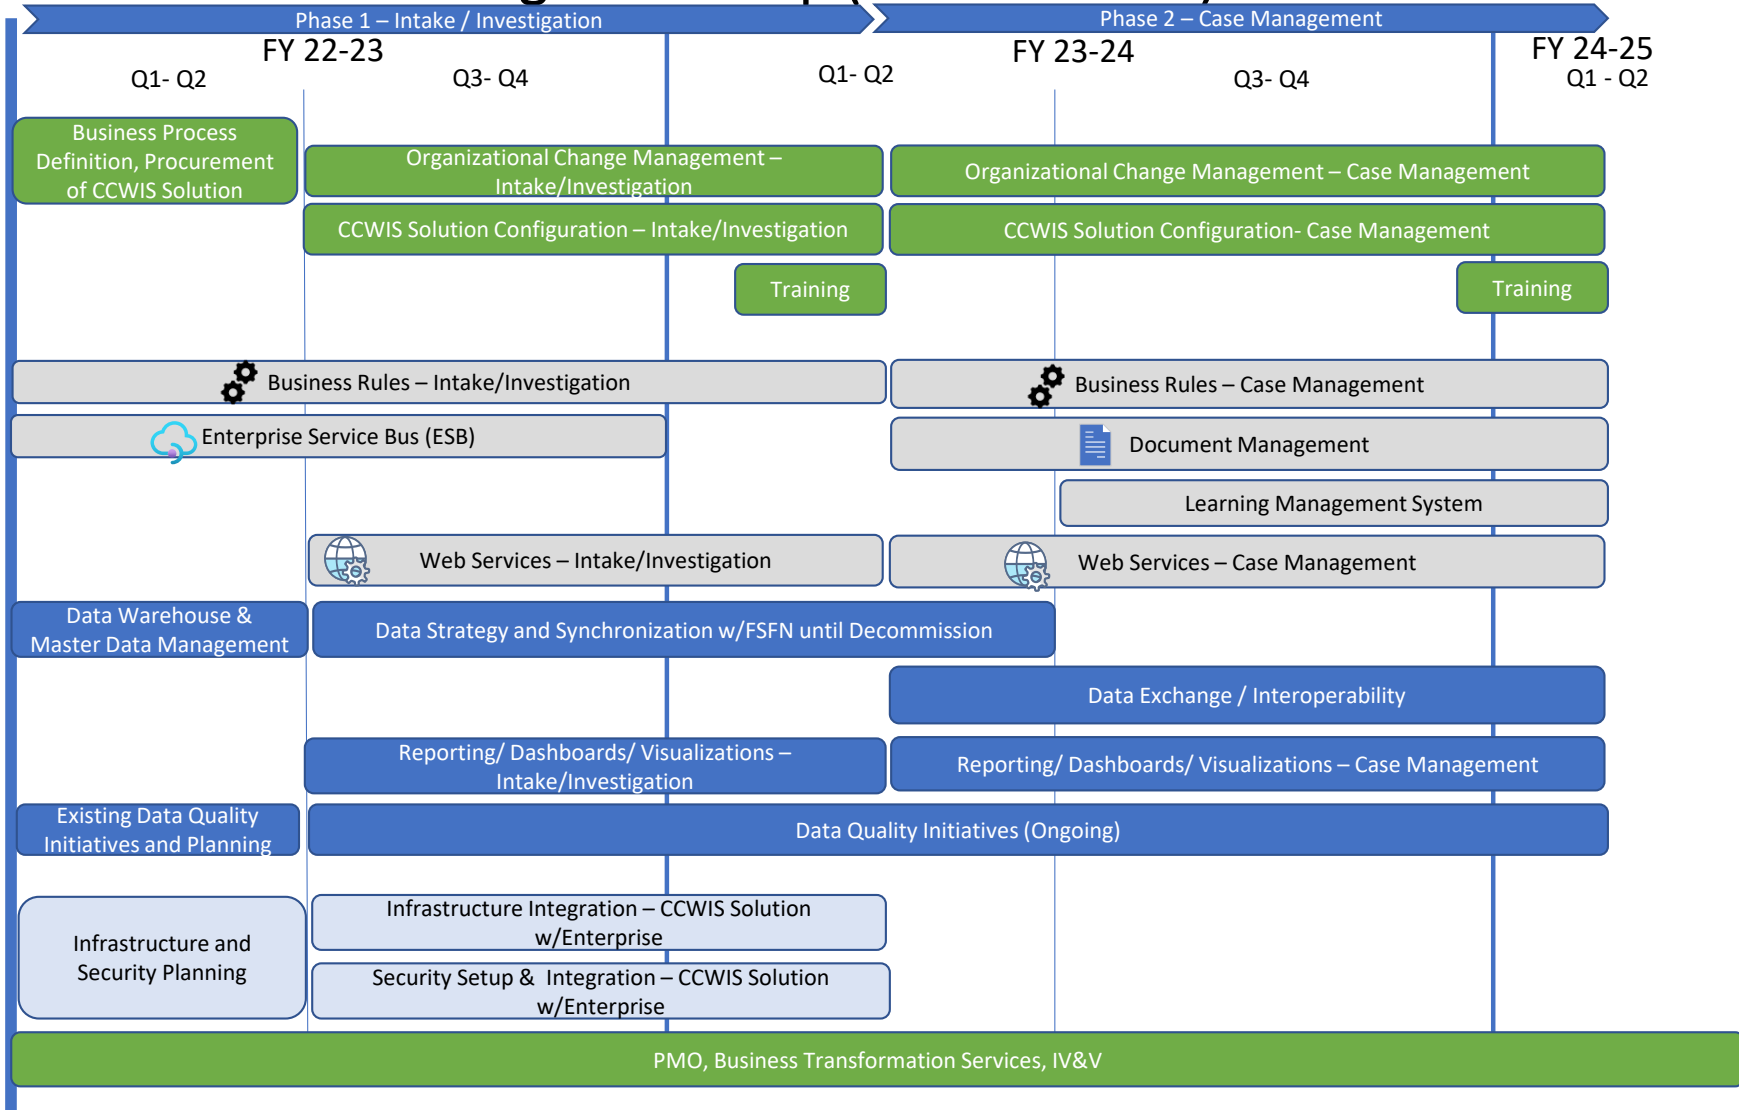 Phase 1 – Intake / Investigation
Phase 2 – Case Management
FY 22-23
FY 23-24
FY 24-25
Q1- Q2
Q3- Q4
Q1- Q2
Q3- Q4
Q1 - Q2
Business Process
Definition, Procurement
of CCWIS Solution
Organizational Change Management –
Intake/Investigation
Organizational Change Management – Case Management
CCWIS Solution Configuration – Intake/Investigation
CCWIS Solution Configuration- Case Management
Training
Training
Business Rules – Intake/Investigation
Business Rules – Case Management
Enterprise Service Bus (ESB)
Document Management
Learning Management System
Web Services – Intake/Investigation
Web Services – Case Management
Data Warehouse &
Master Data Management
Data Strategy and Synchronization w/FSFN until Decommission
Data Exchange / Interoperability
Reporting/ Dashboards/ Visualizations –
Intake/Investigation
Reporting/ Dashboards/ Visualizations – Case Management
Existing Data Quality
Initiatives and Planning
Data Quality Initiatives (Ongoing)
Infrastructure and
Security Planning
Infrastructure Integration – CCWIS Solution
w/Enterprise
Security Setup &  Integration – CCWIS Solution
w/Enterprise
PMO, Business Transformation Services, IV&V